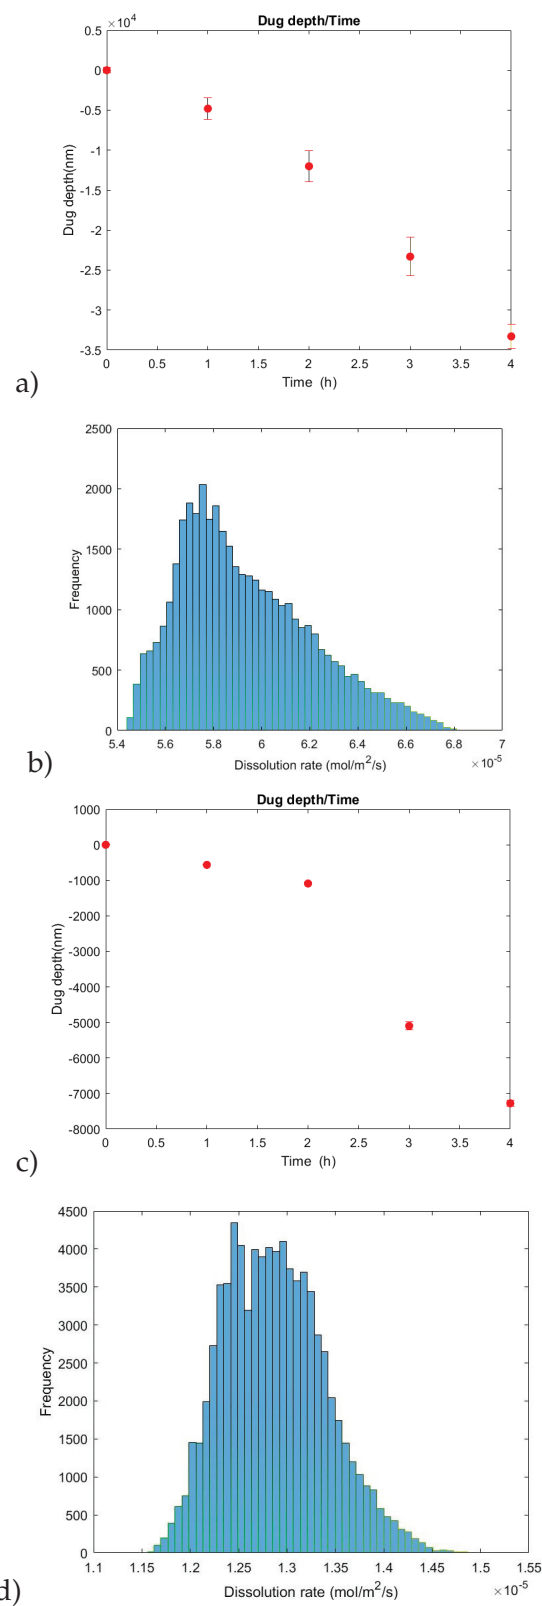 Dug depth/Time
×10^4
0.5
0
-0.5
-1
-1.5
-2
-2.5
-3
-3.5
Dug depth(nm)
0 0.5 1 1.5 2 2.5 3 3.5 4
Time (h)
a)
2500
2000
1500
1000
500
0
Frequency
5.4 5.6 5.8 6 6.2 6.4 6.6 6.8 7
Dissolution rate (mol/m²/s)
×10^-5
b)
Dug depth/Time
1000
0
-1000
-2000
-3000
-4000
-5000
-6000
-7000
-8000
Dug depth(nm)
0 0.5 1 1.5 2 2.5 3 3.5 4
Time (h)
c)
4500
4000
3500
3000
2500
2000
1500
1000
500
0
Frequency
1.1 1.15 1.2 1.25 1.3 1.35 1.4 1.45 1.5 1.55
Dissolution rate (mol/m²/s)
×10^-5
d)